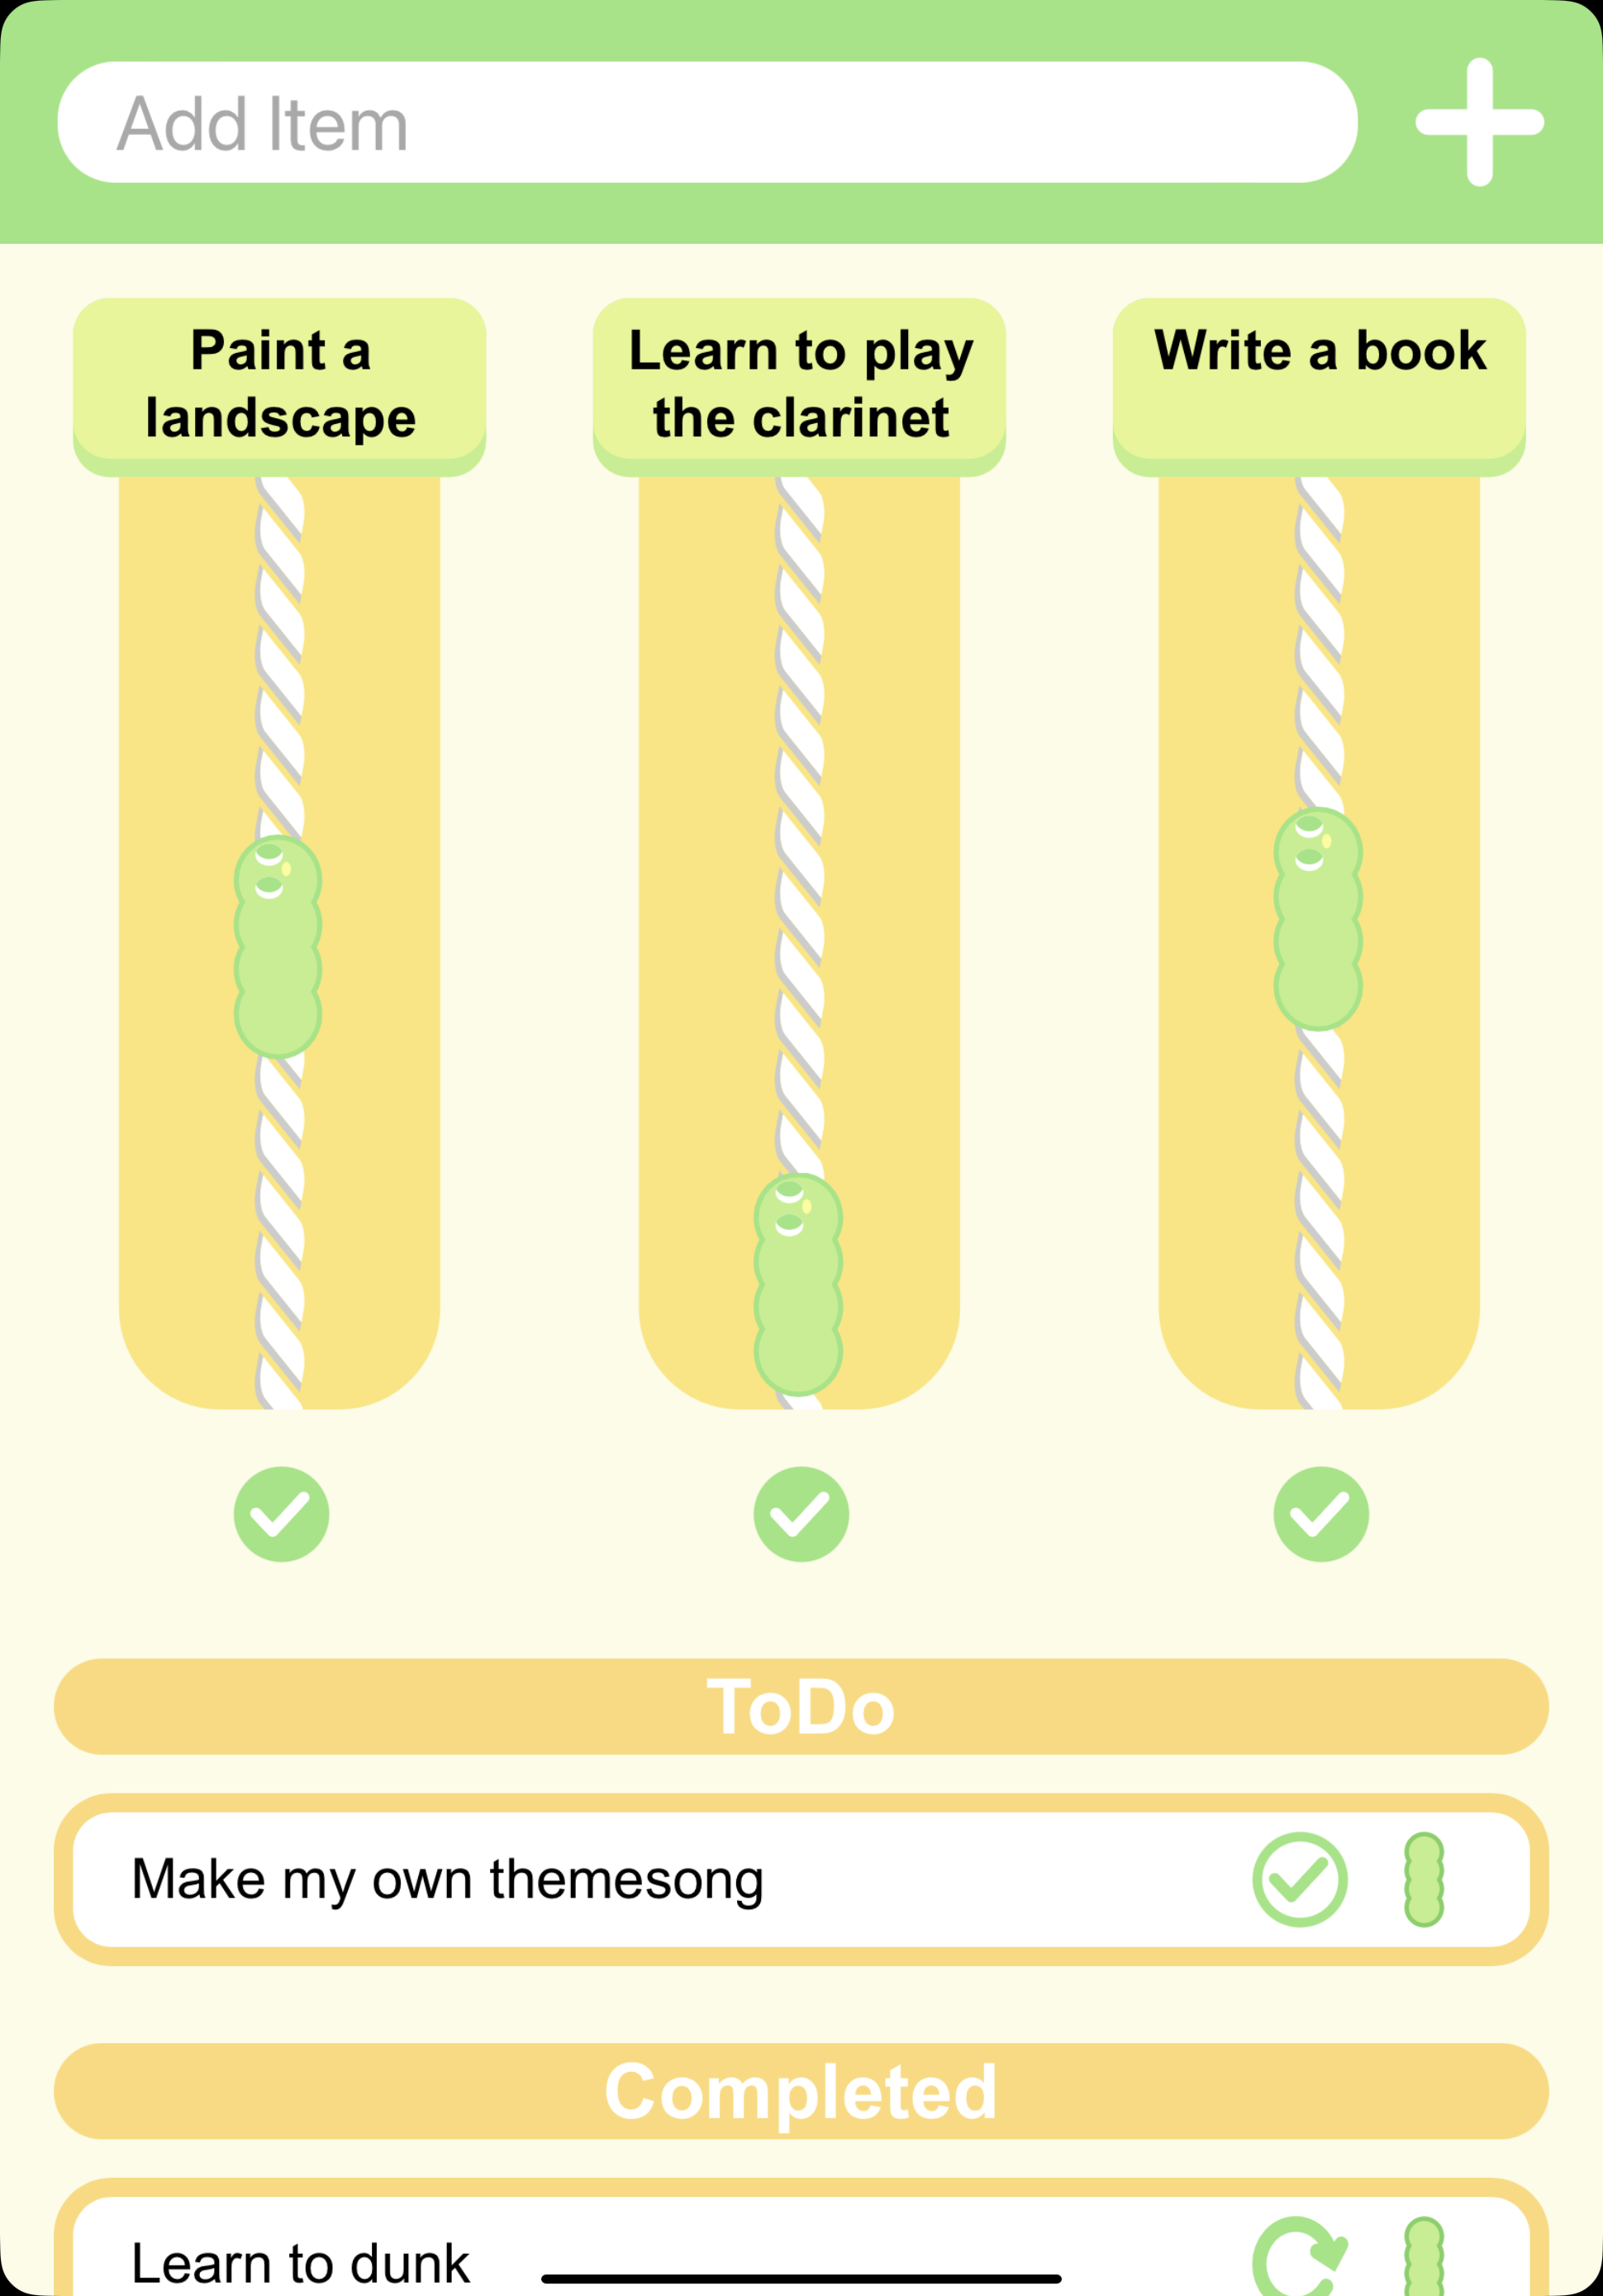 Add Item
Paint a
landscape
Learn to play
the clarinet
Write a book
ToDo
Make my own themesong
Completed
Learn to dunk